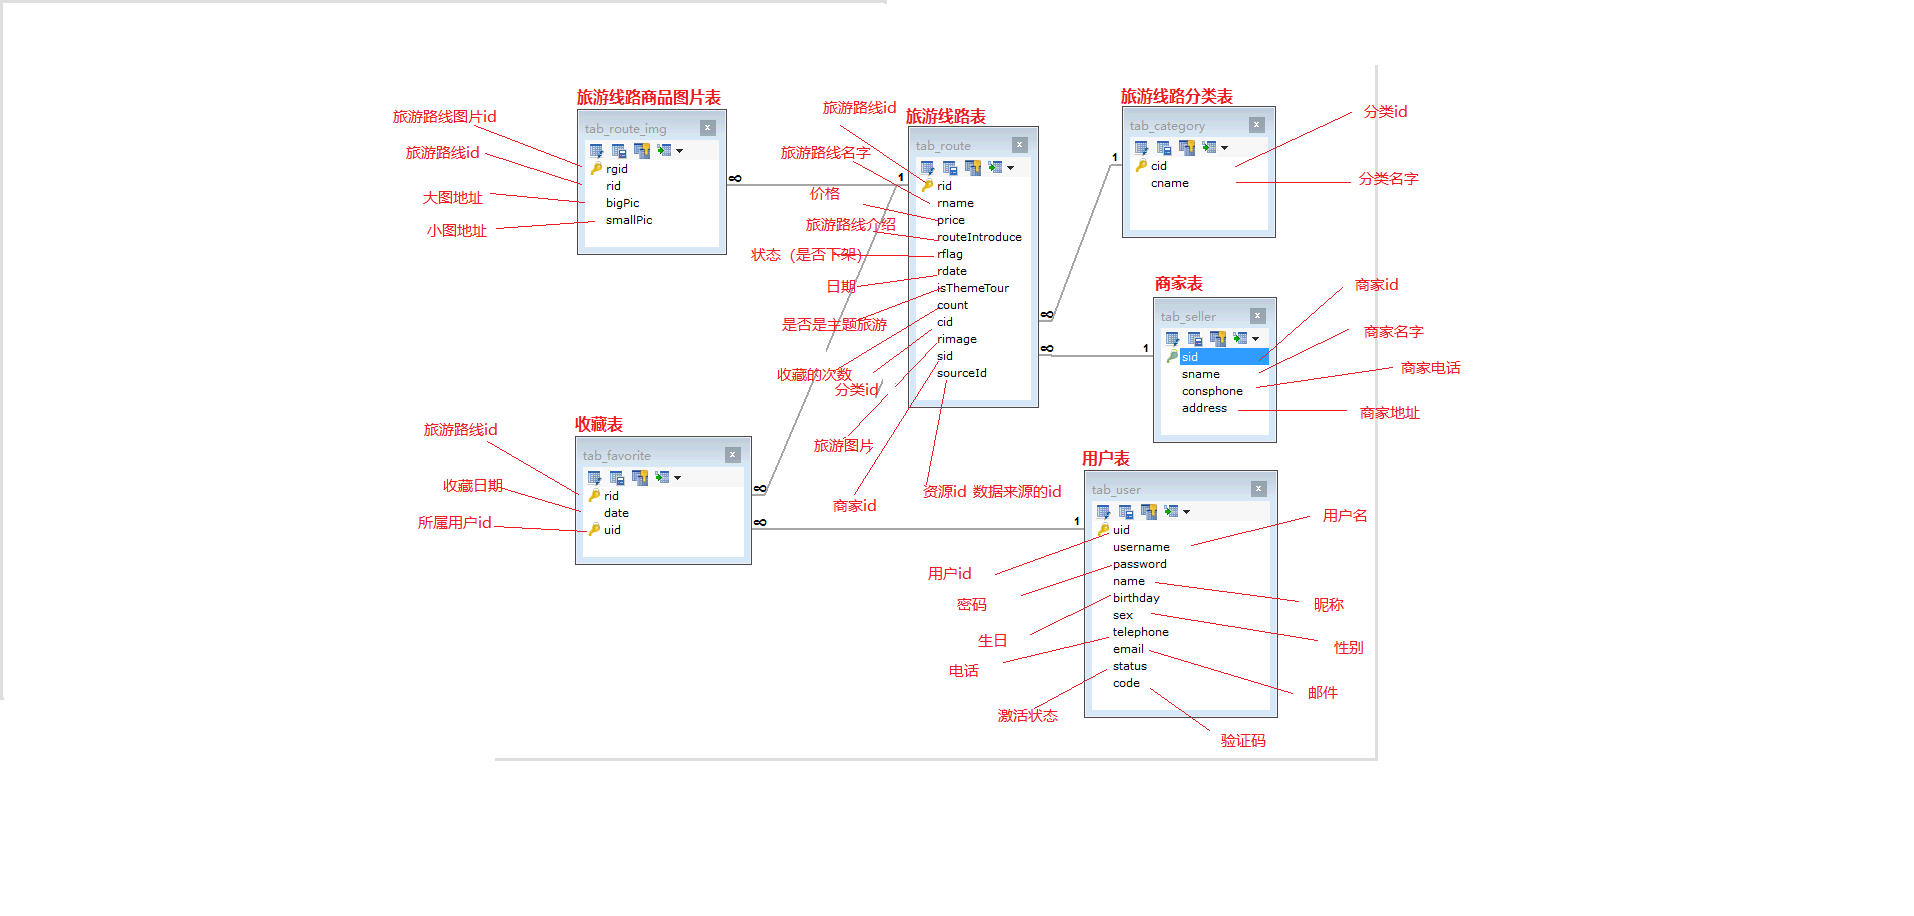 旅游线路商品图片表
tab_route_img
rgid
rid
bigPic
smallPic
旅游路线图片id
旅游路线id
大图地址
小图地址
旅游线路表
tab_route
rid
rname
price
routeIntroduce
rflag
rdate
isThemeTour
count
cid
rimage
sid
sourceId
旅游路线id
旅游路线名字
价格
旅游路线介绍
状态（是否下架）
日期
是否是主题旅游
收藏的次数
分类id
旅游图片
商家id
资源id 数据来源的id
旅游线路分类表
tab_category
cid
cname
分类id
分类名字
商家表
tab_seller
sid
sname
consphone
address
商家id
商家名字
商家电话
商家地址
收藏表
tab_favorite
rid
date
uid
旅游路线id
收藏日期
所属用户id
用户表
tab_user
uid
username
password
name
birthday
sex
telephone
email
status
code
用户id
用户名
密码
昵称
生日
性别
电话
邮件
激活状态
验证码
1
1
1
1
8
8
8
8
8